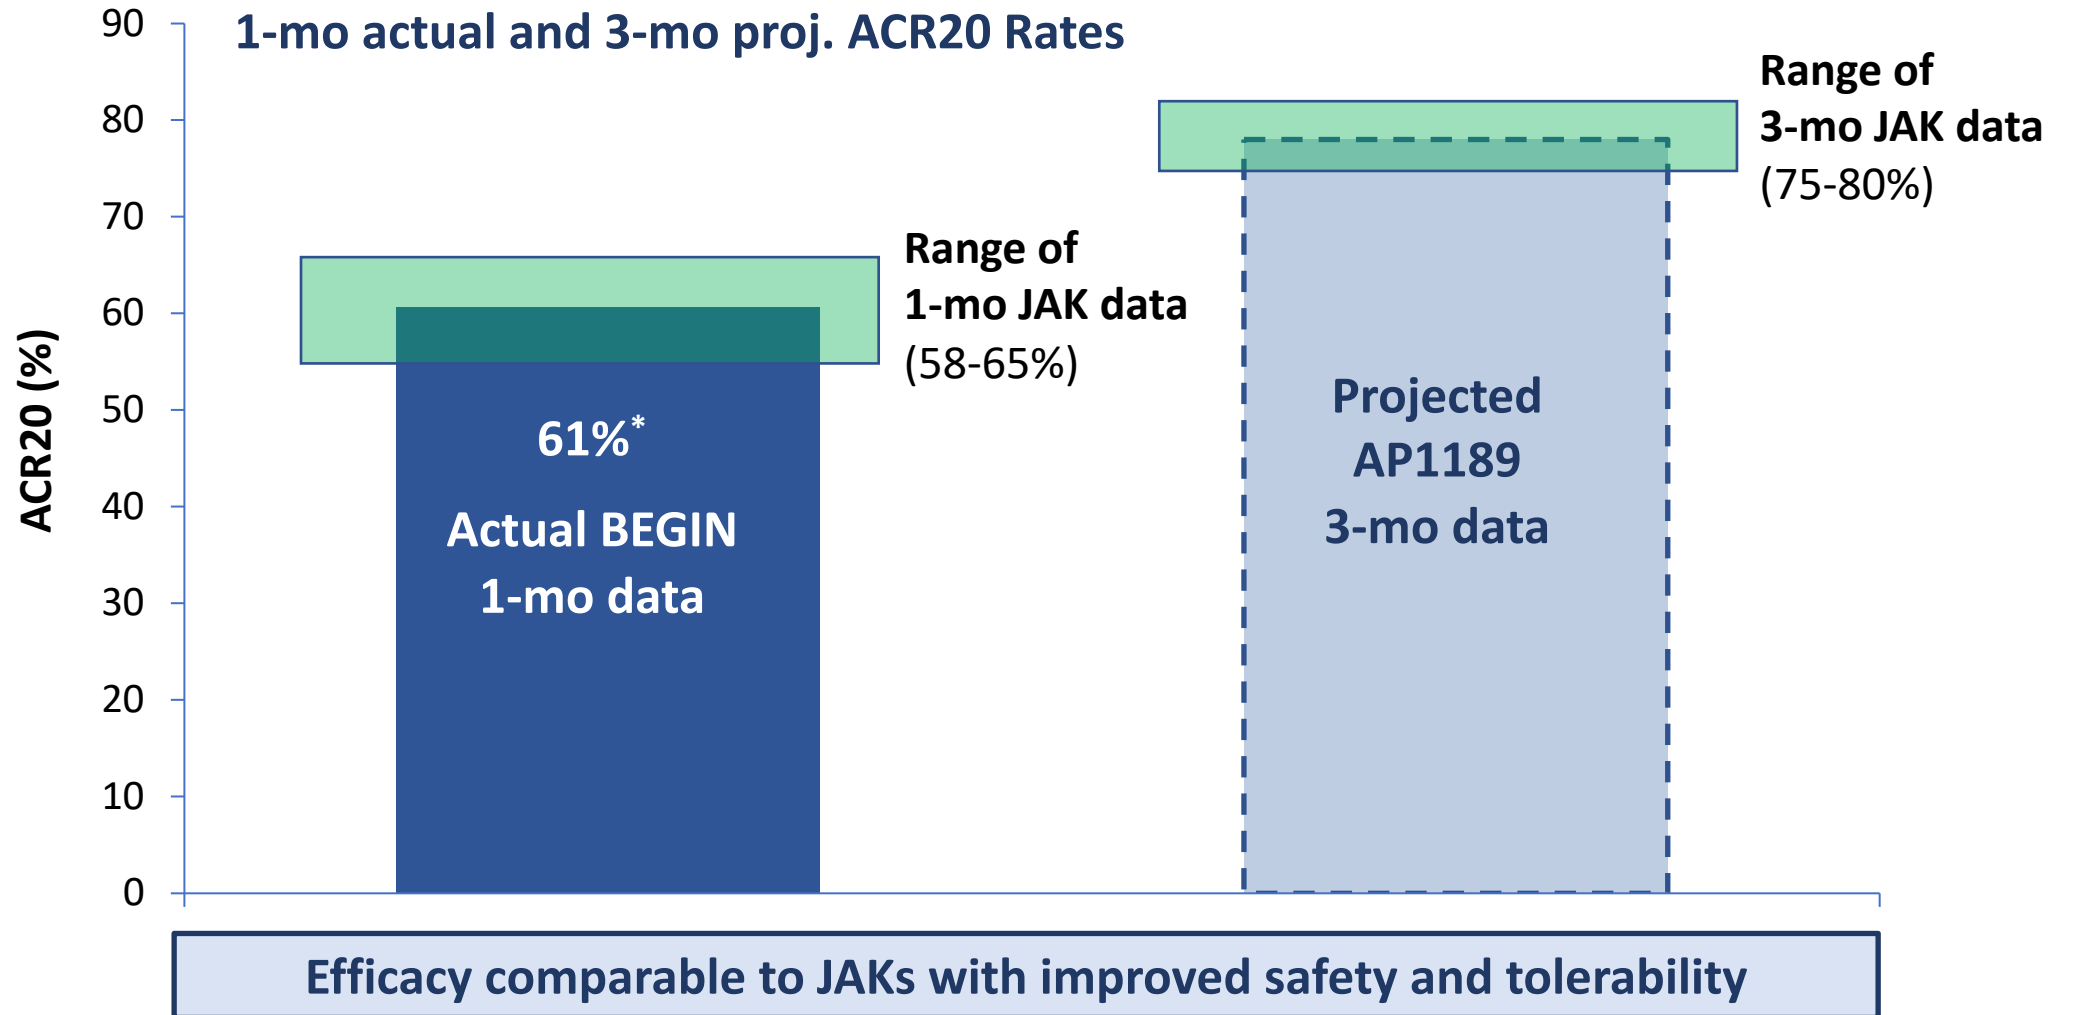 1-mo actual and 3-mo proj. ACR20 Rates
ACR20 (%)
90
80
70
60
50
40
30
20
10
0
Range of
1-mo JAK data
(58-65%)
61%*
Actual BEGIN
1-mo data
Range of
3-mo JAK data
(75-80%)
Projected
AP1189
3-mo data
Efficacy comparable to JAKs with improved safety and tolerability